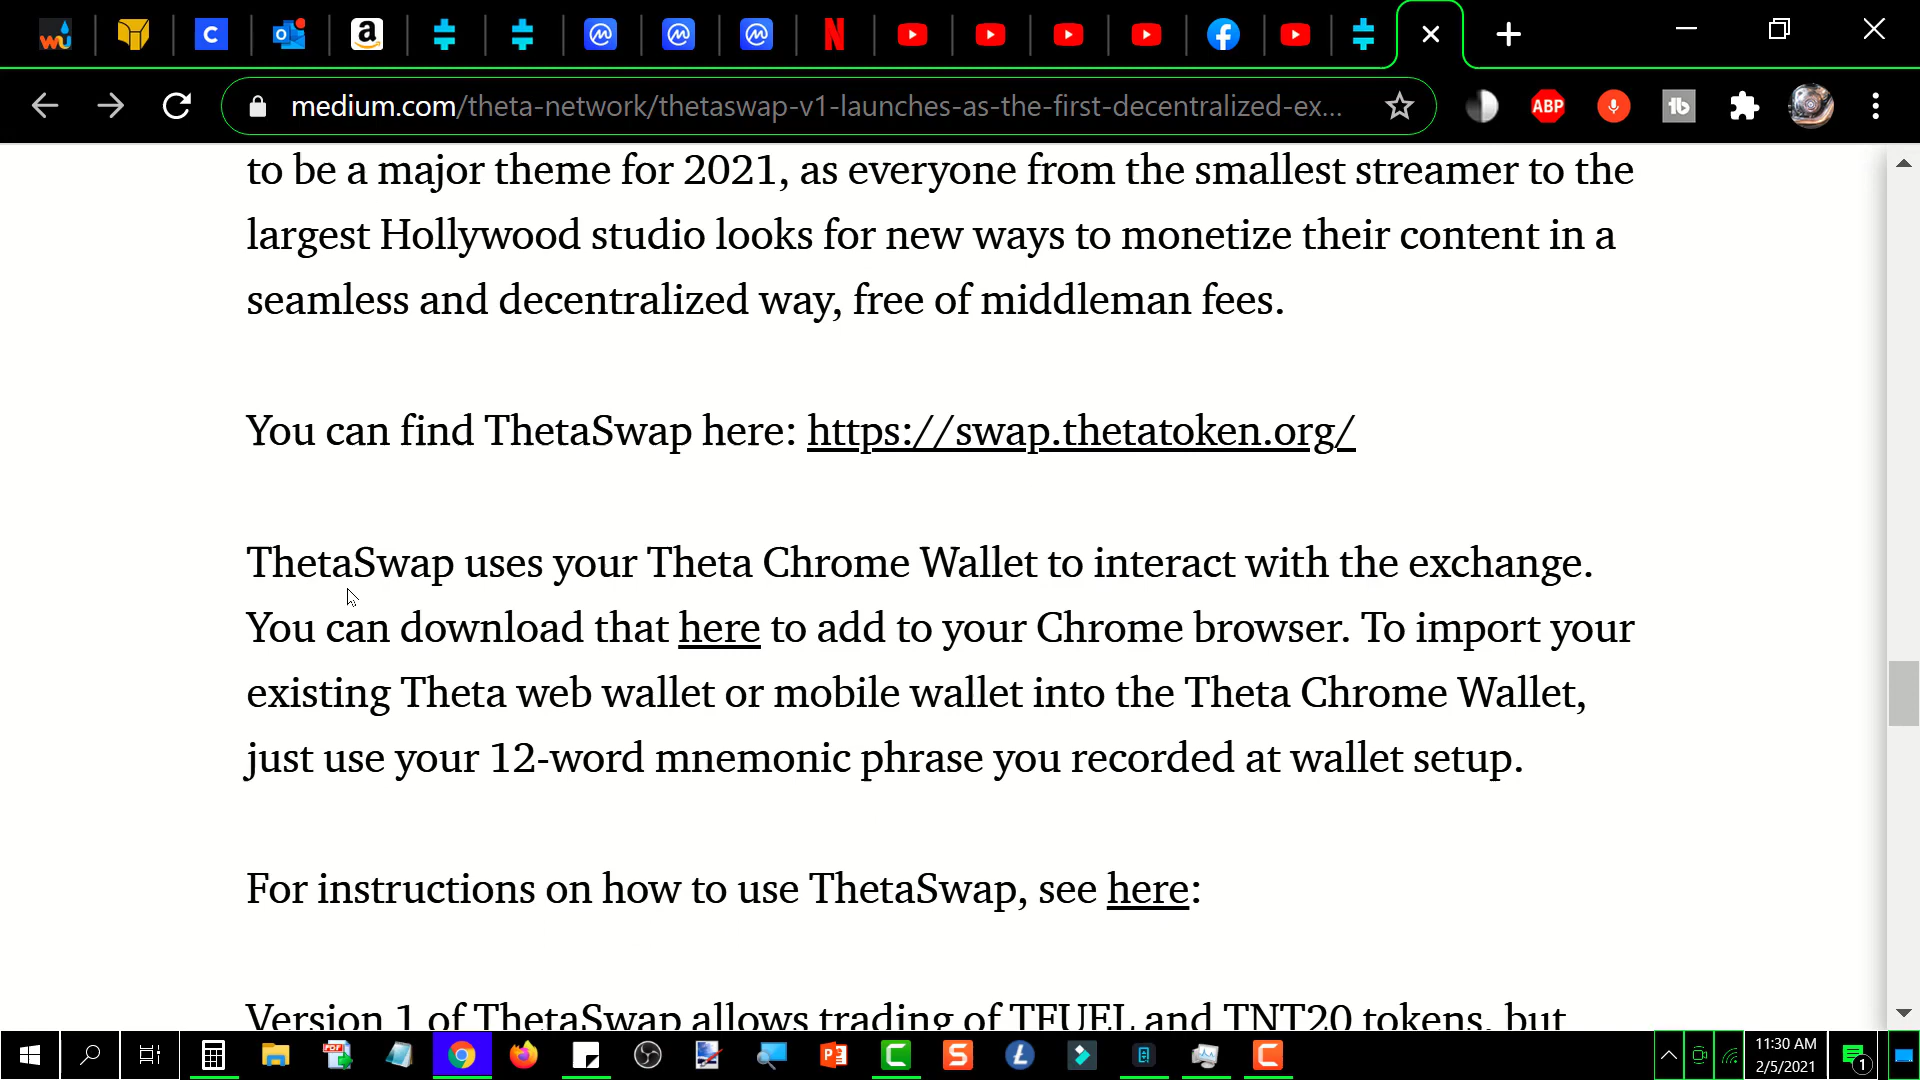 medium.com/theta-network/thetaswap-v1-launches-as-the-first-decentralized-ex...
ABP
to be a major theme for 2021, as everyone from the smallest streamer to the
largest Hollywood studio looks for new ways to monetize their content in a
seamless and decentralized way, free of middleman fees.
You can find ThetaSwap here: https://swap.thetatoken.org/
ThetaSwap uses your Theta Chrome Wallet to interact with the exchange.
You can download that here to add to your Chrome browser. To import your
existing Theta web wallet or mobile wallet into the Theta Chrome Wallet,
just use your 12-word mnemonic phrase you recorded at wallet setup.
For instructions on how to use ThetaSwap, see here:
Version 1 of ThetaSwap allows trading of TFUEL and TNT20 tokens, but
11:30 AM
2/5/2021
1